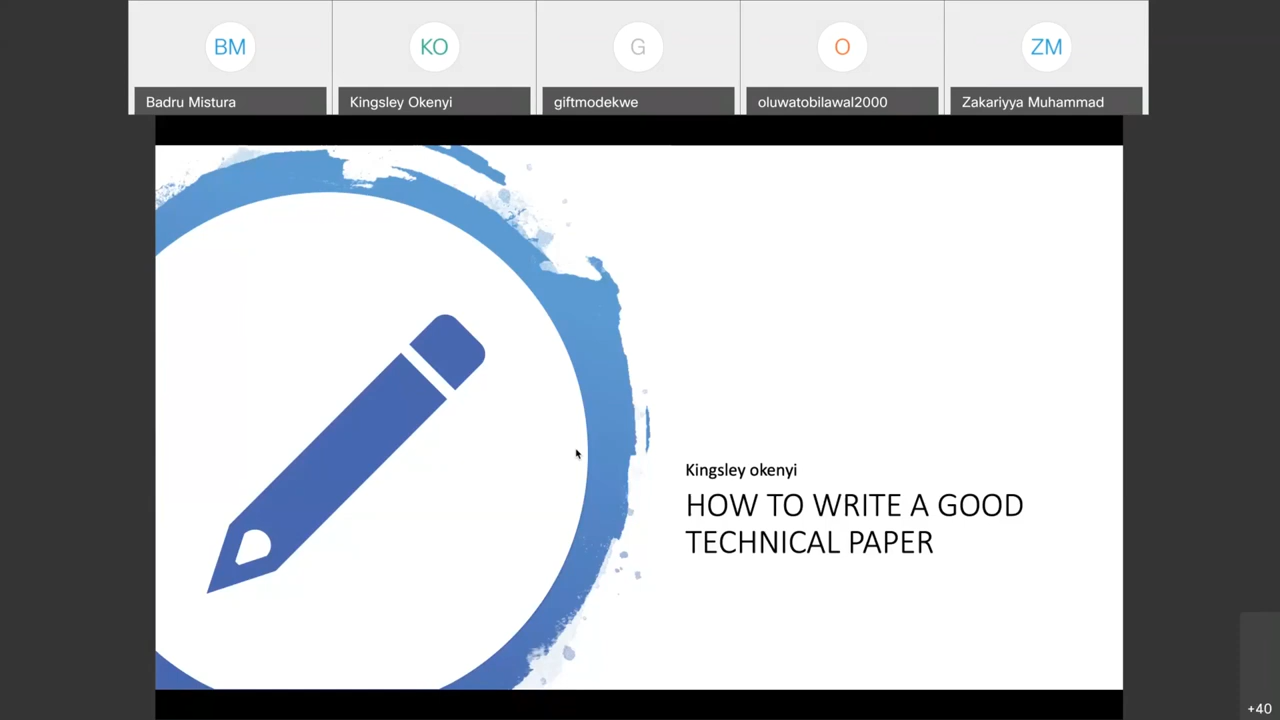 BM
KO
G
O
ZM
Badru Mistura
Kingsley Okenyi
giftmodekwe
oluwatobilawal2000
Zakariyya Muhammad
Kingsley okenyi
HOW TO WRITE A GOOD
TECHNICAL PAPER
+40